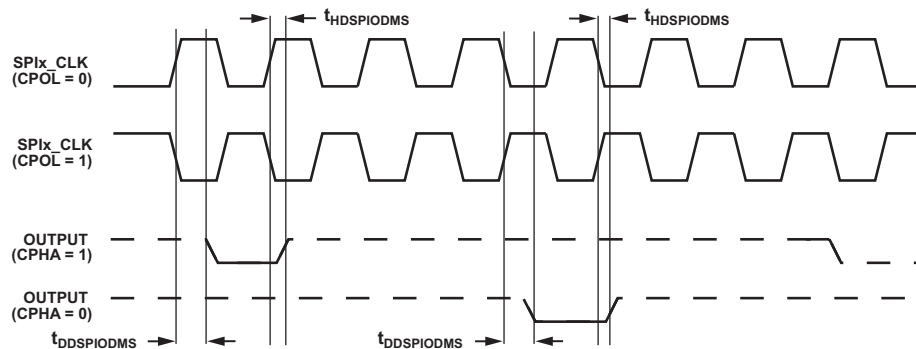 tHDSPIODMS
tHDSPIODMS
SPIx_CLK
(CPOL = 0)
SPIx_CLK
(CPOL = 1)
OUTPUT
(CPHA = 1)
OUTPUT
(CPHA = 0)
tDDSPIODMS
tDDSPIODMS